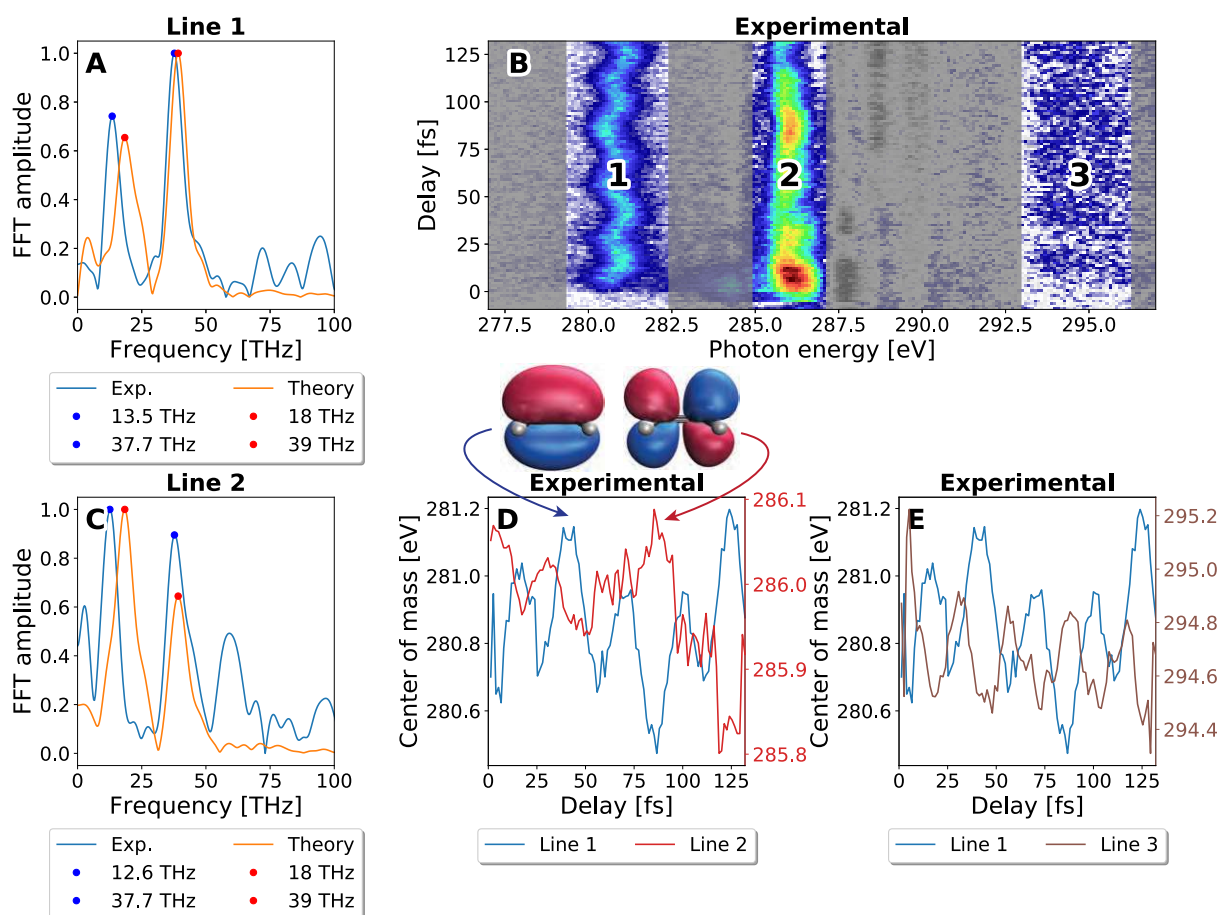 Line 1
A
FFT amplitude
1.0
0.8
0.6
0.4
0.2
0.0
0 25 50 75 100
Frequency [THz]
Exp. Theory
13.5 THz 18 THz
37.7 THz 39 THz
Experimental
B
Delay [fs]
125
100
75
50
25
0
1 2 3
277.5 280.0 282.5 285.0 287.5 290.0 292.5 295.0
Photon energy [eV]
Line 2
C
FFT amplitude
1.0
0.8
0.6
0.4
0.2
0.0
0 25 50 75 100
Frequency [THz]
Exp. Theory
12.6 THz 18 THz
37.7 THz 39 THz
Experimental
D
Center of mass [eV]
281.2
281.0
280.8
280.6
286.1
286.0
285.9
285.8
0 25 50 75 100 125
Delay [fs]
Line 1 Line 2
Experimental
E
Center of mass [eV]
281.2
281.0
280.8
280.6
295.2
295.0
294.8
294.6
294.4
0 25 50 75 100 125
Delay [fs]
Line 1 Line 3